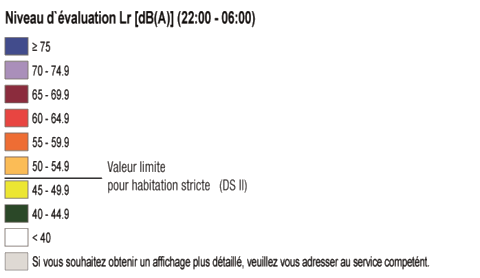 Niveau d`évaluation Lr [dB(A)] (22:00 - 06:00)
≥ 75
70 - 74.9
65 - 69.9
60 - 64.9
55 - 59.9
50 - 54.9
Valeur limite
pour habitation stricte (DS II)
45 - 49.9
40 - 44.9
< 40
Si vous souhaitez obtenir un affichage plus détaillé, veuillez vous adresser au service competént.